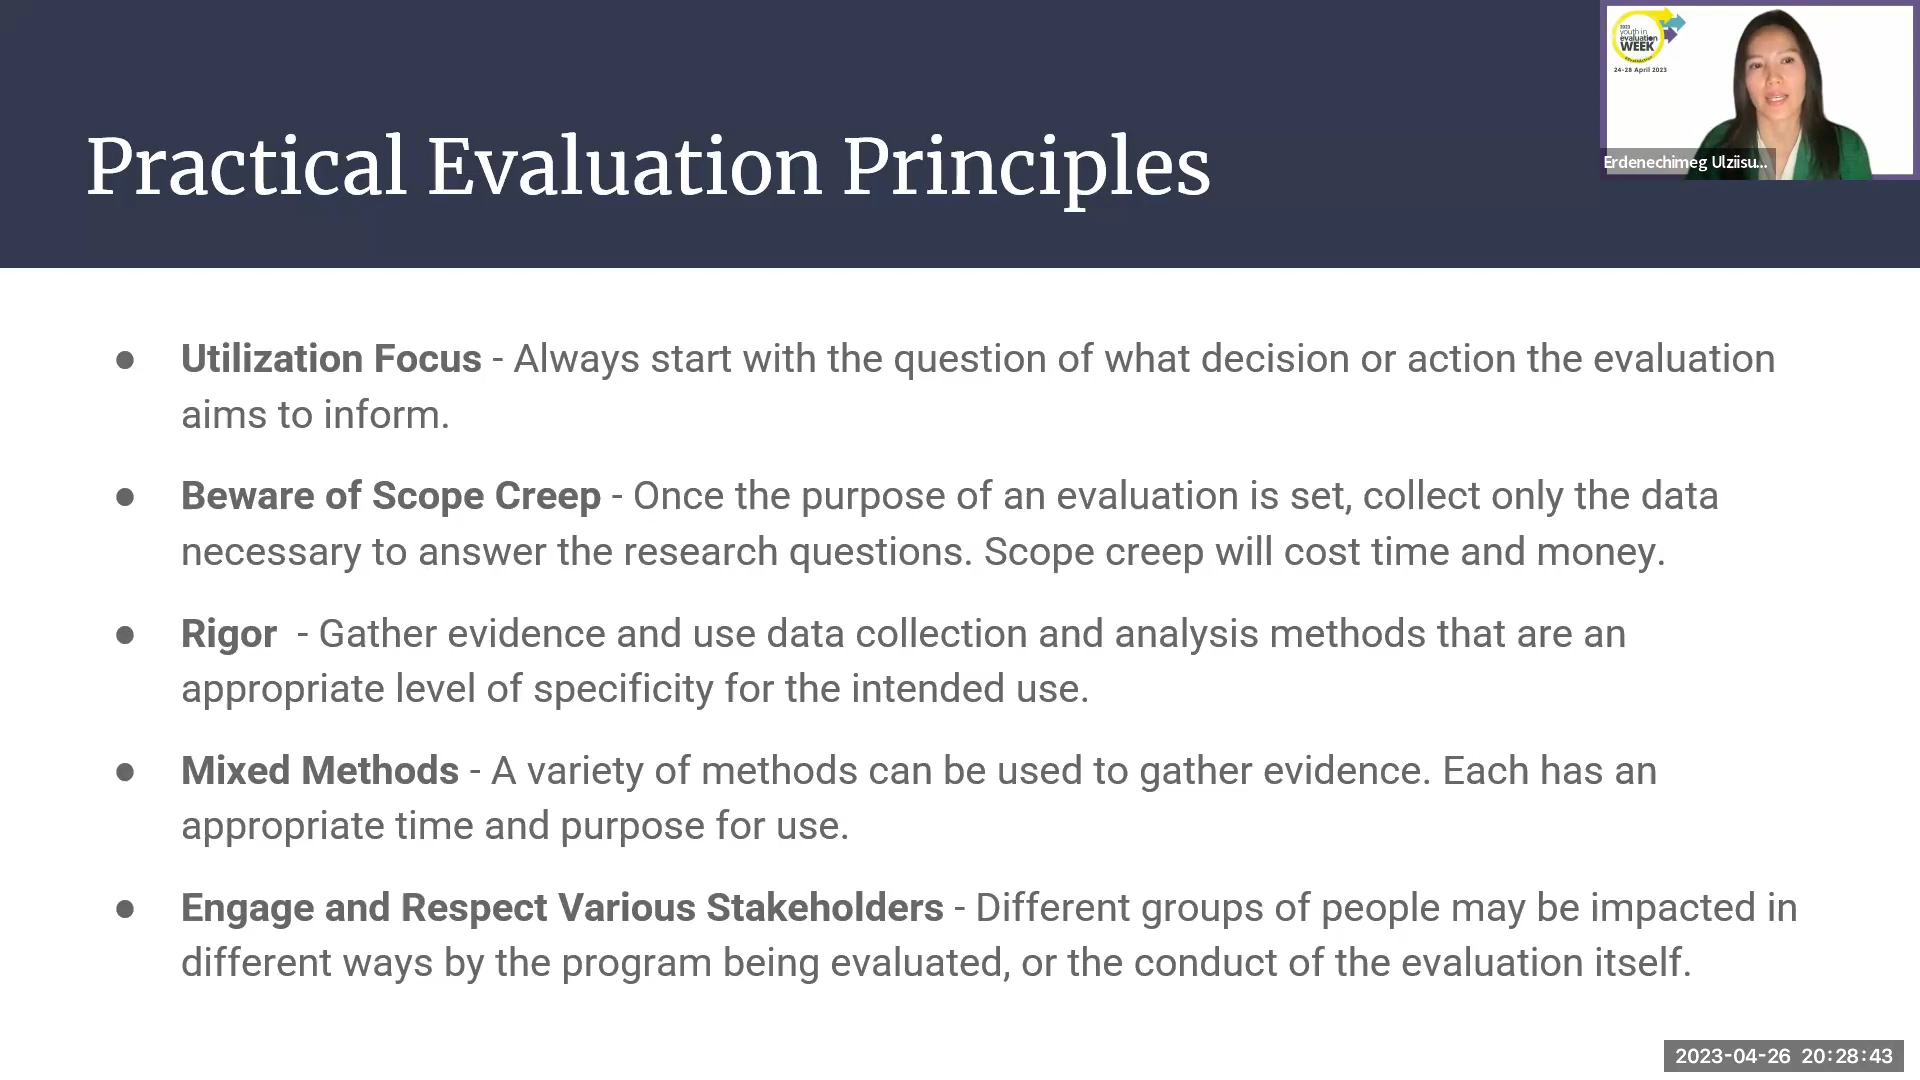 2023
youth in
evaluation
WEEK
24-28 April 2023
Erdenechimeg Ulziisu...
Practical Evaluation Principles
● Utilization Focus - Always start with the question of what decision or action the evaluation
aims to inform.
● Beware of Scope Creep - Once the purpose of an evaluation is set, collect only the data
necessary to answer the research questions. Scope creep will cost time and money.
● Rigor  - Gather evidence and use data collection and analysis methods that are an
appropriate level of specificity for the intended use.
● Mixed Methods - A variety of methods can be used to gather evidence. Each has an
appropriate time and purpose for use.
● Engage and Respect Various Stakeholders - Different groups of people may be impacted in
different ways by the program being evaluated, or the conduct of the evaluation itself.
2023-04-26 20:28:43